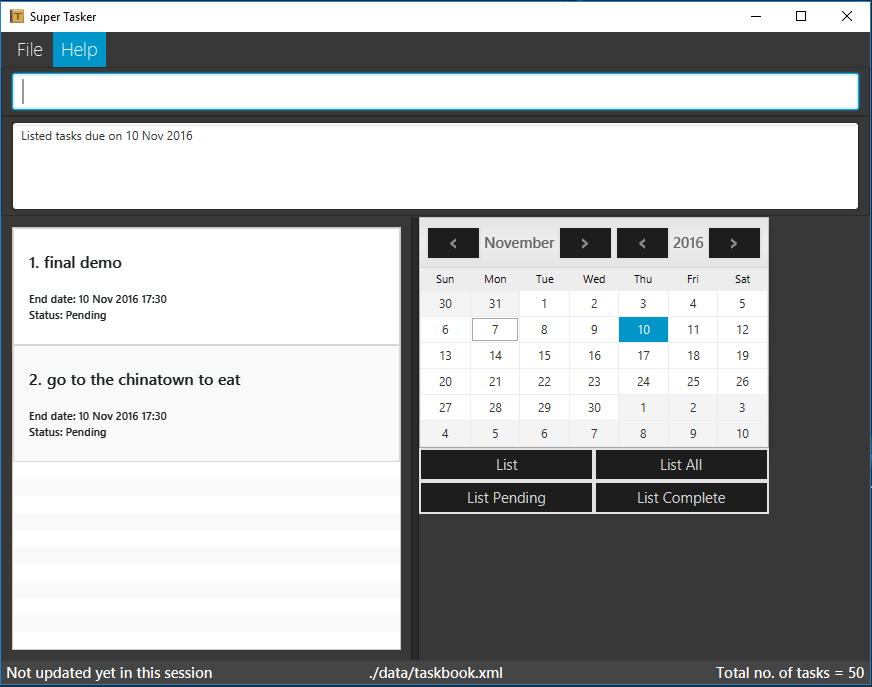 Super Tasker
File Help
Listed tasks due on 10 Nov 2016
1. final demo
End date: 10 Nov 2016 17:30
Status: Pending
2. go to the chinatown to eat
End date: 10 Nov 2016 17:30
Status: Pending
< November > < 2016 >
Sun Mon Tue Wed Thu Fri Sat
30 31 1 2 3 4 5
6 7 8 9 10 11 12
13 14 15 16 17 18 19
20 21 22 23 24 25 26
27 28 29 30 1 2 3
4 5 6 7 8 9 10
List List All
List Pending List Complete
Not updated yet in this session ./data/taskbook.xml Total no. of tasks = 50